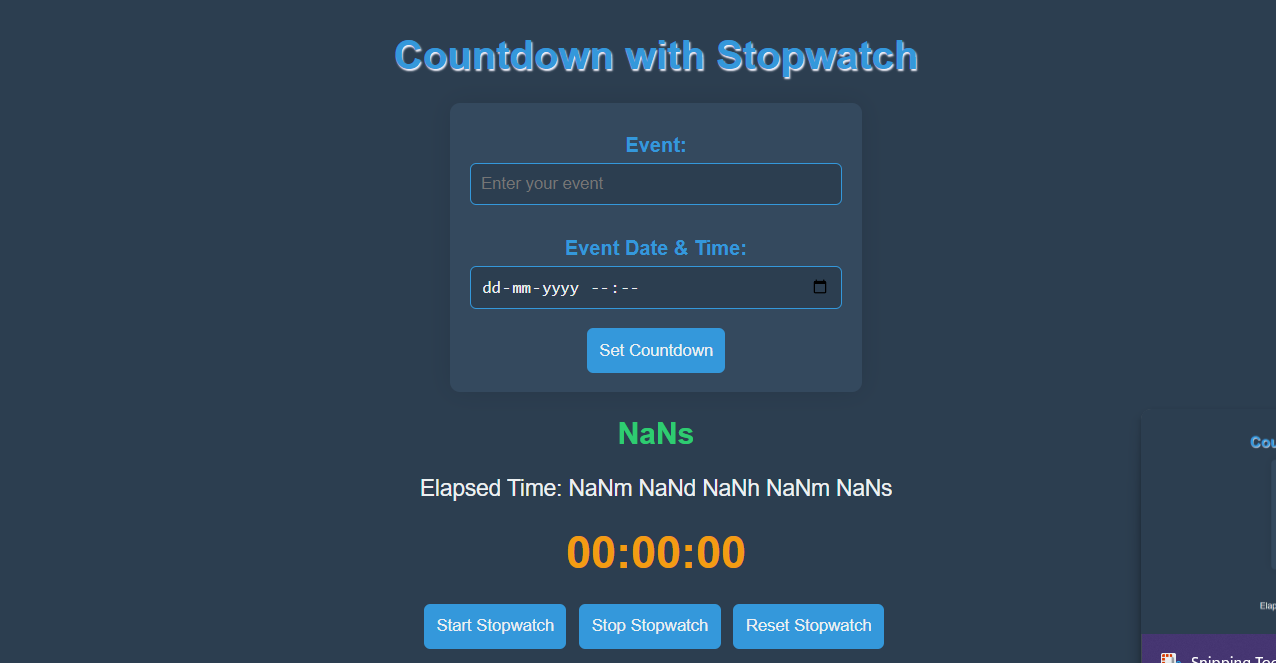 Countdown with Stopwatch
Event:
Enter your event
Event Date & Time:
dd-mm-yyyy --:--
Set Countdown
NaNs
Elapsed Time: NaNm NaNd NaNh NaNm NaNs
00:00:00
Start Stopwatch Stop Stopwatch Reset Stopwatch
Cou
Elap
Snipping Too